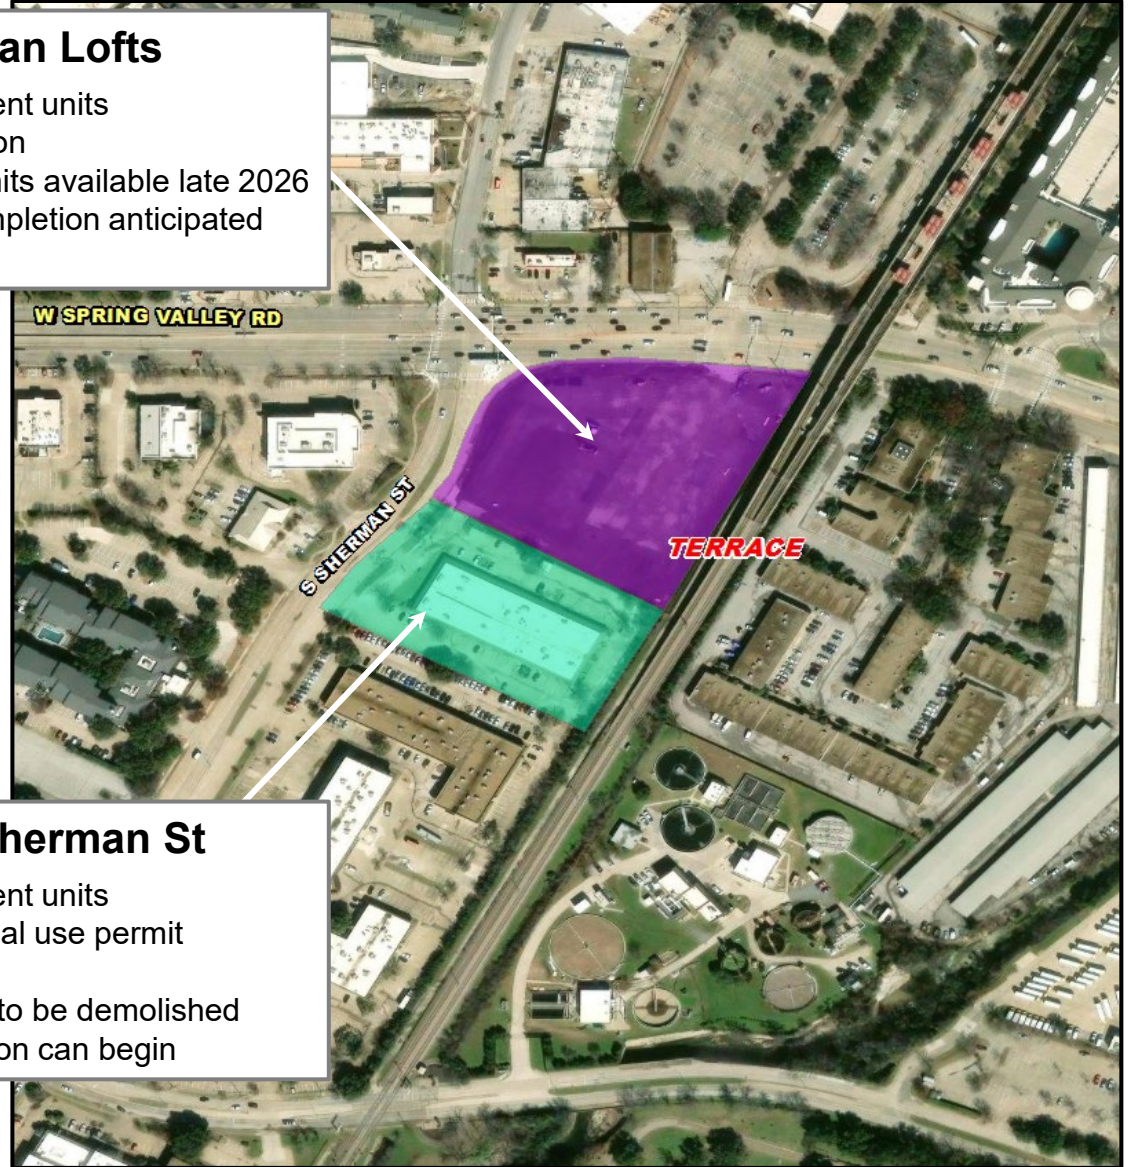 an Lofts
ent units
on
its available late 2026
mpletion anticipated
W SPRING VALLEY RD
S SHERMAN ST
TERRACE
herman St
ent units
al use permit
to be demolished
on can begin